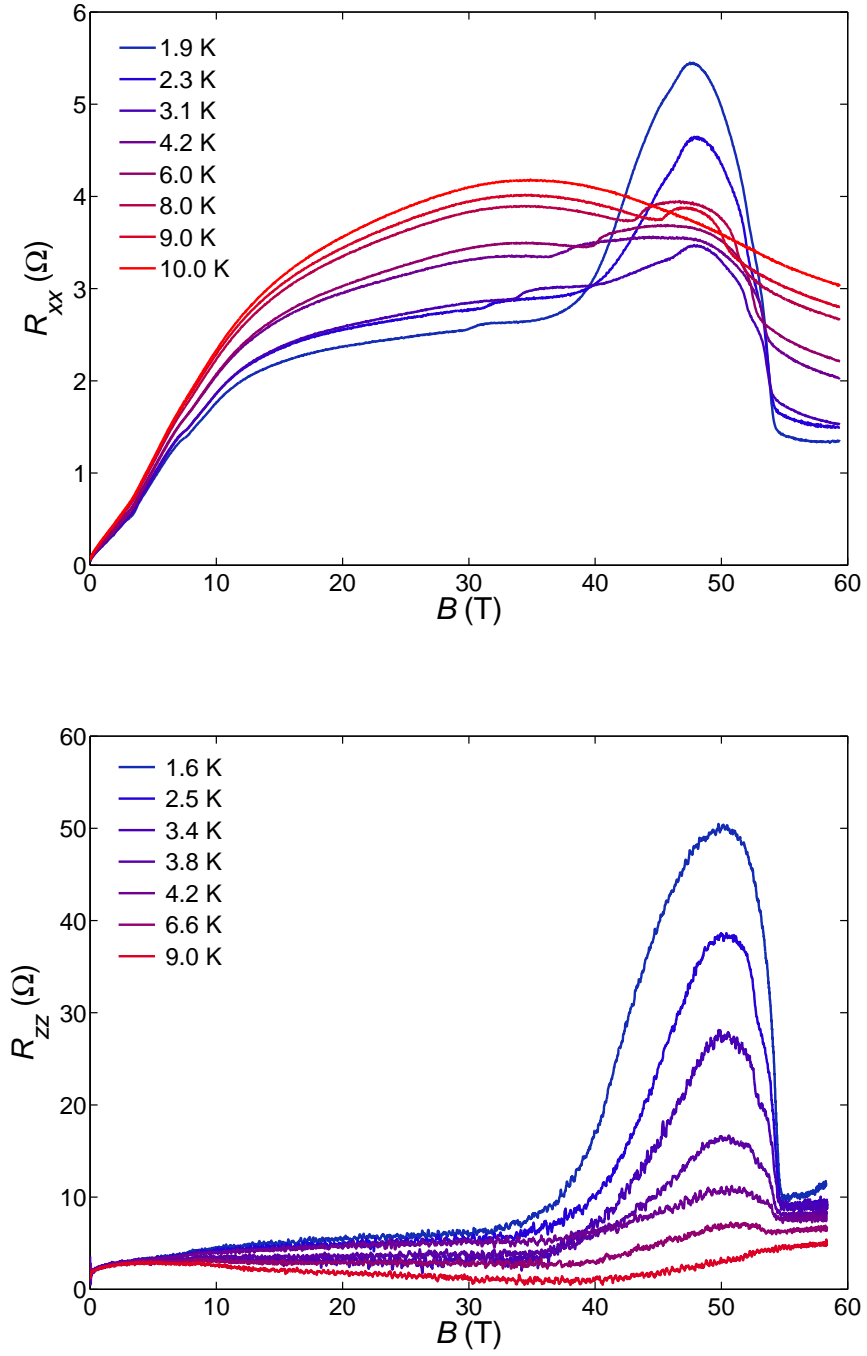 6
5
4
3
2
1
0
R_xx (Ω)
1.9 K
2.3 K
3.1 K
4.2 K
6.0 K
8.0 K
9.0 K
10.0 K
0 10 20 30 40 50 60
B (T)
60
50
40
30
20
10
0
R_zz (Ω)
1.6 K
2.5 K
3.4 K
3.8 K
4.2 K
6.6 K
9.0 K
0 10 20 30 40 50 60
B (T)